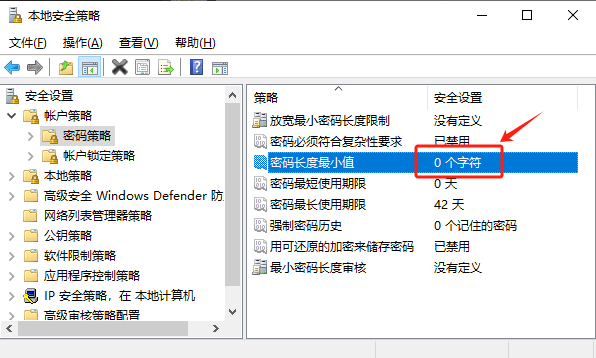 本地安全策略
文件(F) 操作(A) 查看(V) 帮助(H)
安全设置
帐户策略
密码策略
帐户锁定策略
本地策略
高级安全 Windows Defender 防
网络列表管理器策略
公钥策略
软件限制策略
应用程序控制策略
IP 安全策略，在 本地计算机
高级审核策略配置
策略 安全设置
放宽最小密码长度限制 没有定义
密码必须符合复杂性要求 已禁用
密码长度最小值 0 个字符
密码最短使用期限 0 天
密码最长使用期限 42 天
强制密码历史 0 个记住的密码
用可还原的加密来储存密码 已禁用
最小密码长度审核 没有定义